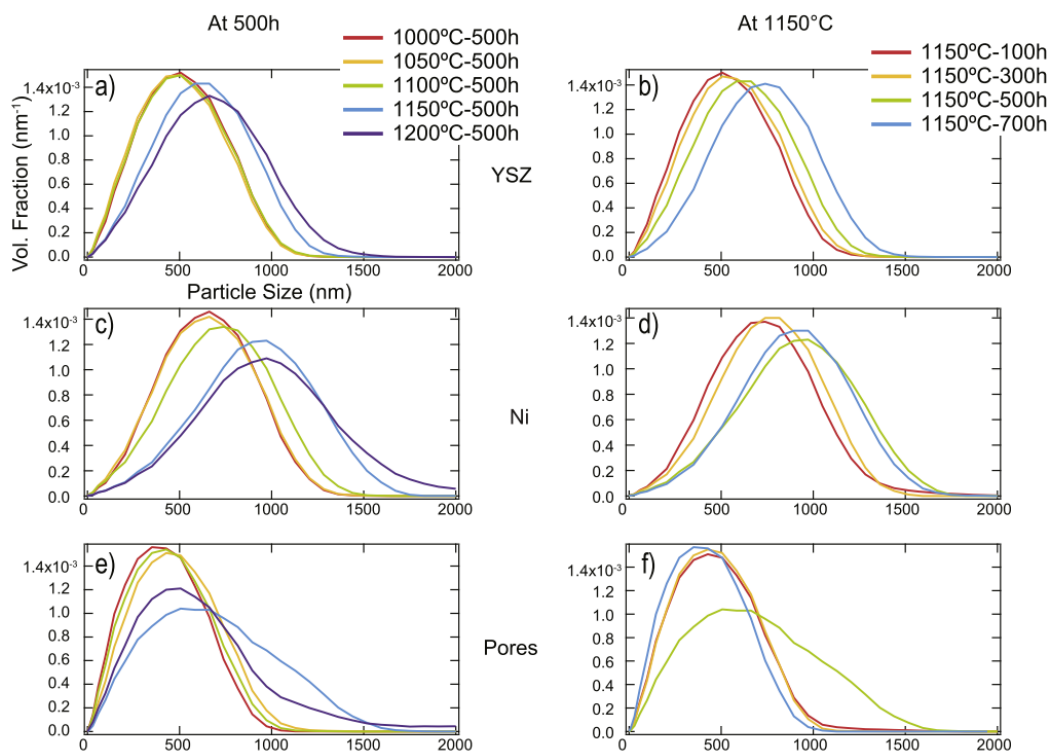 At 500h
At 1150°C
1000ºC-500h
1050ºC-500h
1100ºC-500h
1150ºC-500h
1200ºC-500h
1150ºC-100h
1150ºC-300h
1150ºC-500h
1150ºC-700h
a)
1.4x10⁻³
1.2
1.0
0.8
0.6
0.4
0.2
0.0
0 500 1000 1500 2000
Vol. Fraction (nm⁻¹)
Particle Size (nm)
YSZ
b)
1.4x10⁻³
1.2
1.0
0.8
0.6
0.4
0.2
0.0
0 500 1000 1500 2000
c)
1.4x10⁻³
1.2
1.0
0.8
0.6
0.4
0.2
0.0
0 500 1000 1500 2000
Ni
d)
1.4x10⁻³
1.2
1.0
0.8
0.6
0.4
0.2
0.0
0 500 1000 1500 2000
e)
1.4x10⁻³
1.2
1.0
0.8
0.6
0.4
0.2
0.0
0 500 1000 1500 2000
Pores
f)
1.4x10⁻³
1.2
1.0
0.8
0.6
0.4
0.2
0.0
0 500 1000 1500 2000